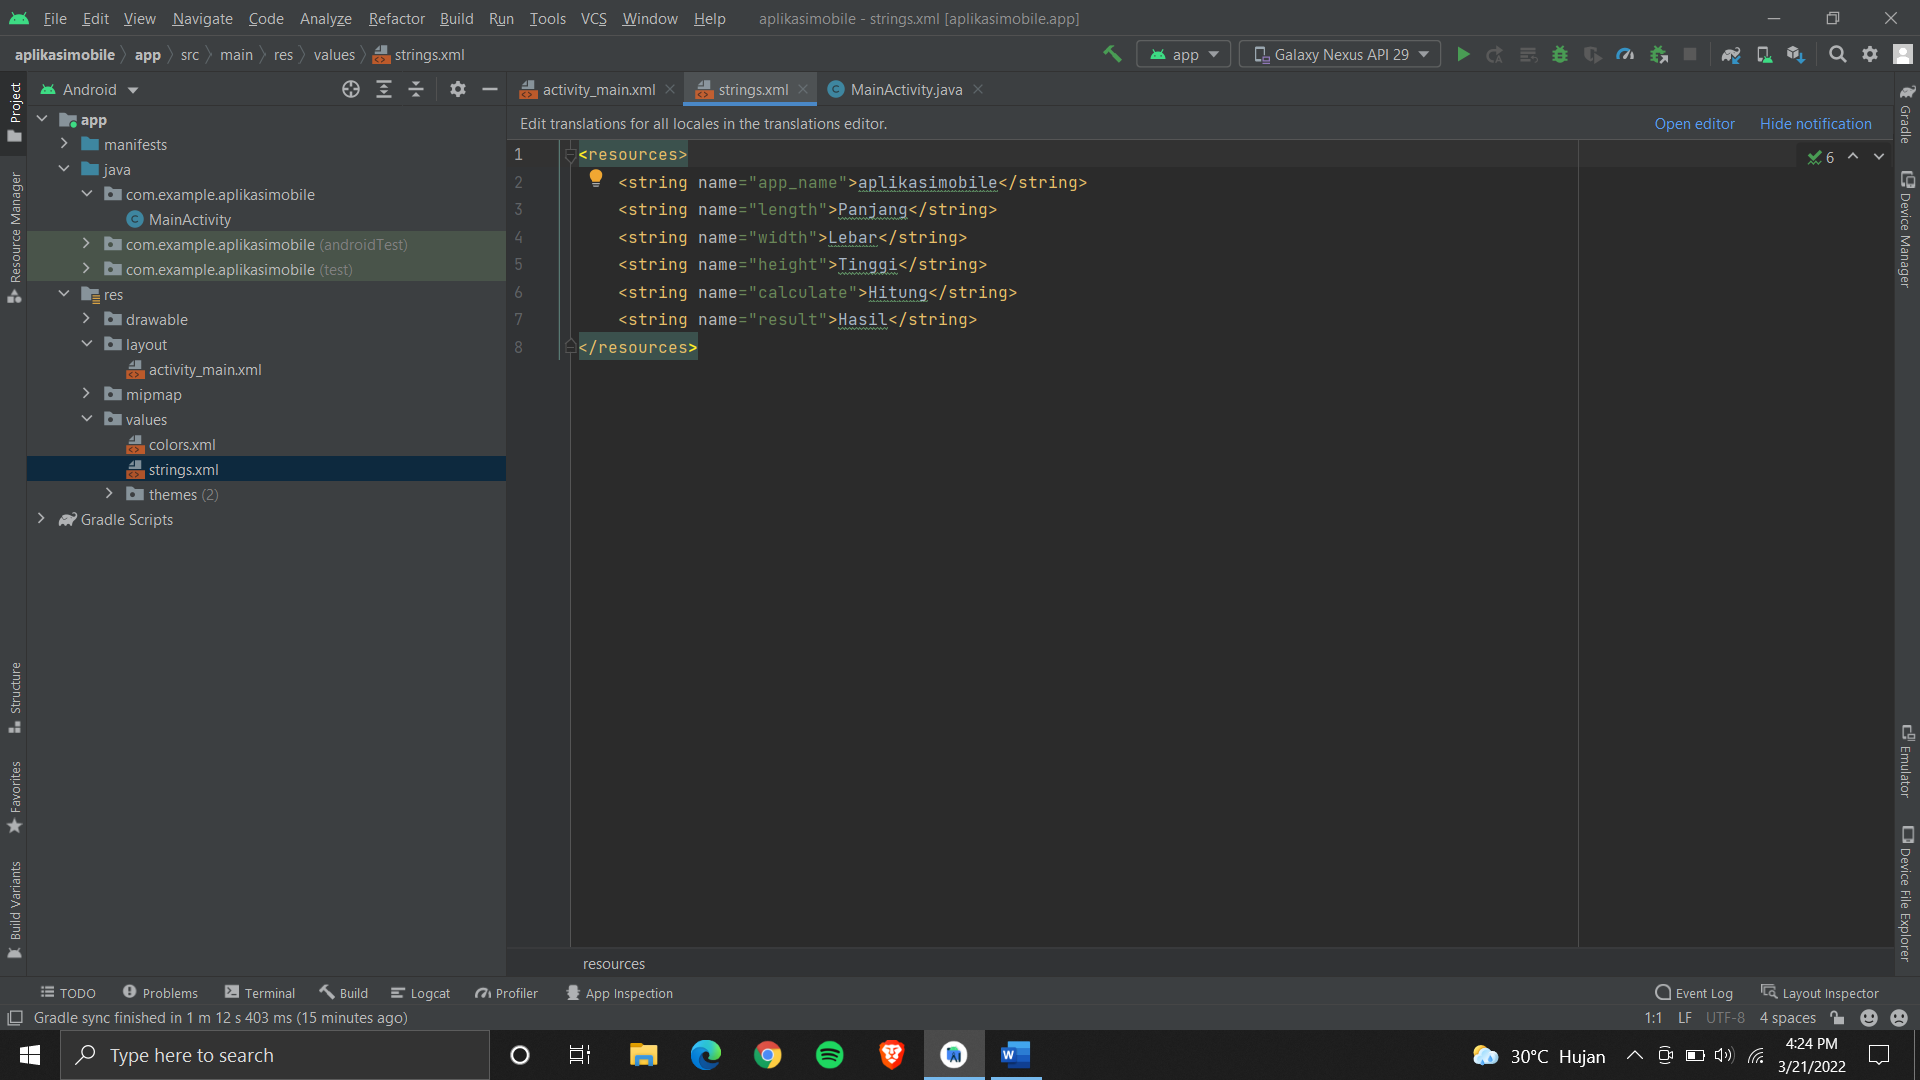 File Edit View Navigate Code Analyze Refactor Build Run Tools VCS Window Help aplikasimobile - strings.xml [aplikasimobile.app]
aplikasimobile app src main res values strings.xml app Galaxy Nexus API 29
Android activity_main.xml strings.xml MainActivity.java
Edit translations for all locales in the translations editor. Open editor Hide notification
Project
Resource Manager
Structure
Favorites
Build Variants
app
manifests
java
com.example.aplikasimobile
MainActivity
com.example.aplikasimobile (androidTest)
com.example.aplikasimobile (test)
res
drawable
layout
activity_main.xml
mipmap
values
colors.xml
strings.xml
themes (2)
Gradle Scripts
1 <resources>
2 <string name="app_name">aplikasimobile</string>
3 <string name="length">Panjang</string>
4 <string name="width">Lebar</string>
5 <string name="height">Tinggi</string>
6 <string name="calculate">Hitung</string>
7 <string name="result">Hasil</string>
8 </resources>
6
Gradle
Device Manager
Emulator
Device File Explorer
resources
TODO Problems Terminal Build Logcat Profiler App Inspection Event Log Layout Inspector
Gradle sync finished in 1 m 12 s 403 ms (15 minutes ago) 1:1 LF UTF-8 4 spaces
Type here to search 30°C Hujan 4:24 PM
3/21/2022